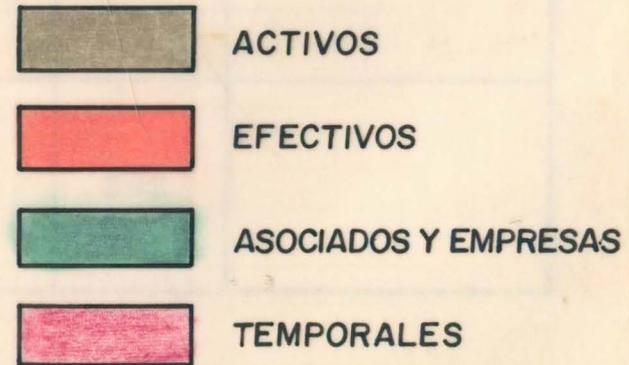 ACTIVOS
EFECTIVOS
ASOCIADOS Y EMPRESAS
TEMPORALES